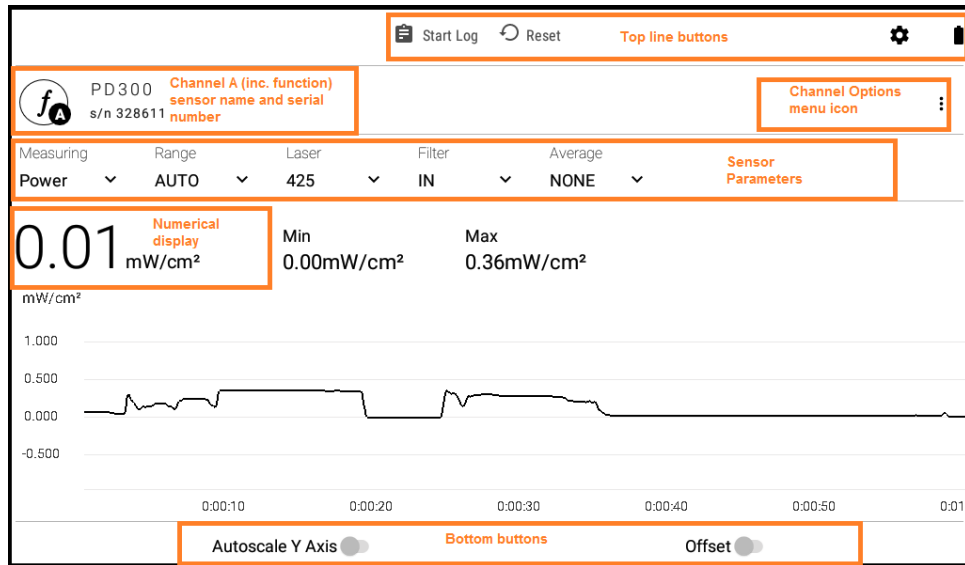 Start Log Reset Top line buttons
f A
PD300
s/n 328611
Channel A (inc. function)
sensor name and serial
number
Channel Options
menu icon
Measuring Range Laser Filter Average
Power AUTO 425 IN NONE
Sensor
Parameters
0.01 mW/cm²
Numerical
display
Min Max
0.00mW/cm² 0.36mW/cm²
mW/cm²
1.000
0.500
0.000
-0.500
0:00:10 0:00:20 0:00:30 0:00:40 0:00:50 0:01
Autoscale Y Axis Bottom buttons Offset